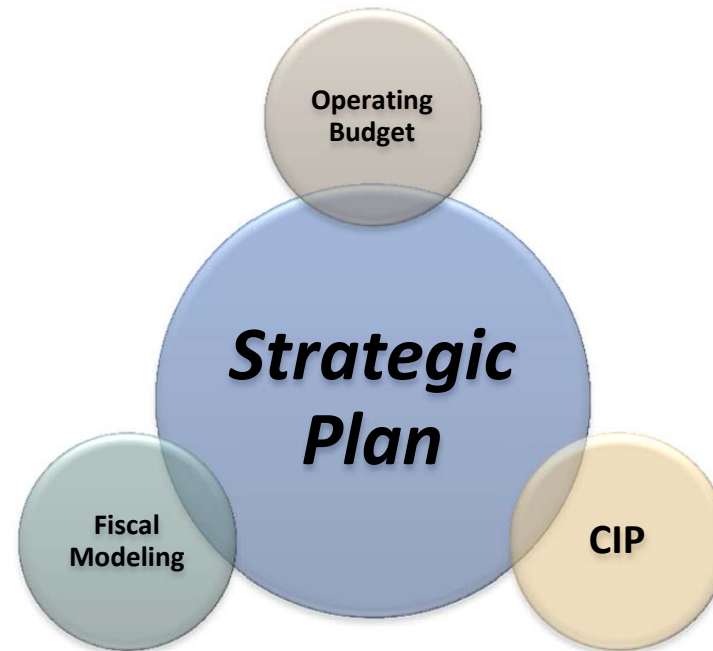 Operating
Budget
Strategic
Plan
Fiscal
Modeling
CIP